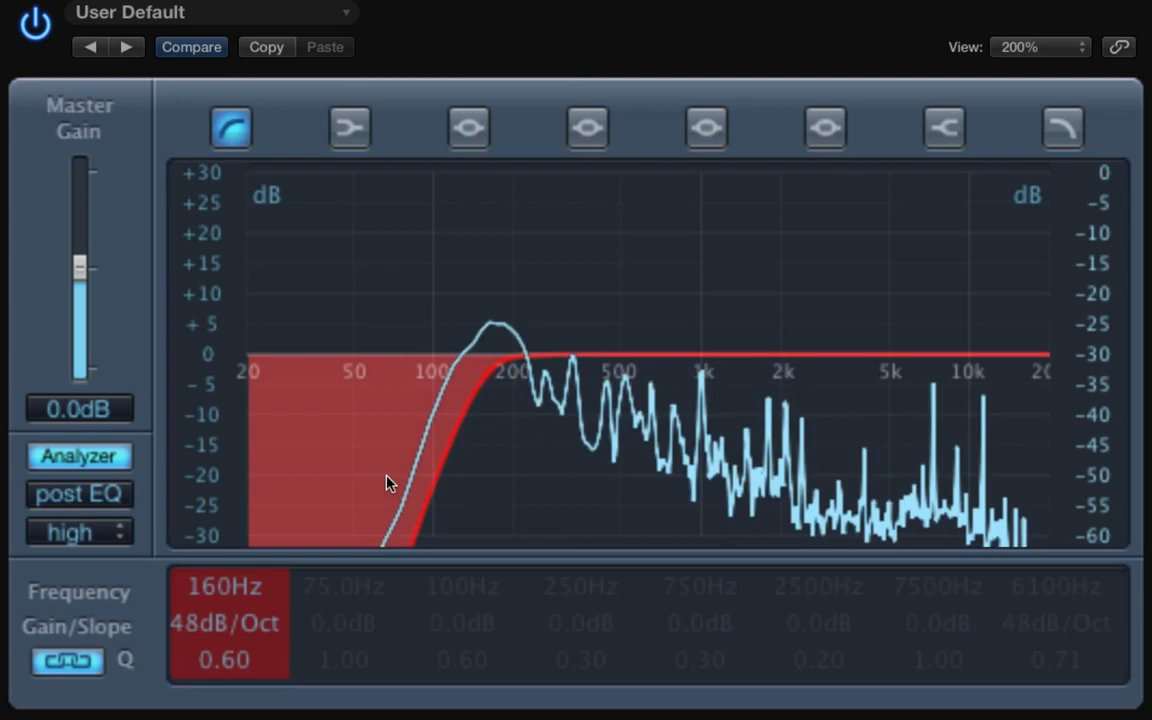 User Default
Compare Copy Paste View: 200%
Master
Gain
+30 0
dB dB
+25 -5
+20 -10
+15 -15
+10 -20
+ 5 -25
0 -30
20 50 100 200 500 1k 2k 5k 10k 20
- 5 -35
0.0dB -10 -40
Analyzer -15 -45
-20 -50
post EQ
-25 -55
high -30 -60
Frequency 160Hz 75.0Hz 100Hz 250Hz 750Hz 2500Hz 7500Hz 6100Hz
Gain/Slope 48dB/Oct 0.0dB 0.0dB 0.0dB 0.0dB 0.0dB 0.0dB 48dB/Oct
Q 0.60 1.00 0.60 0.30 0.30 0.20 1.00 0.71